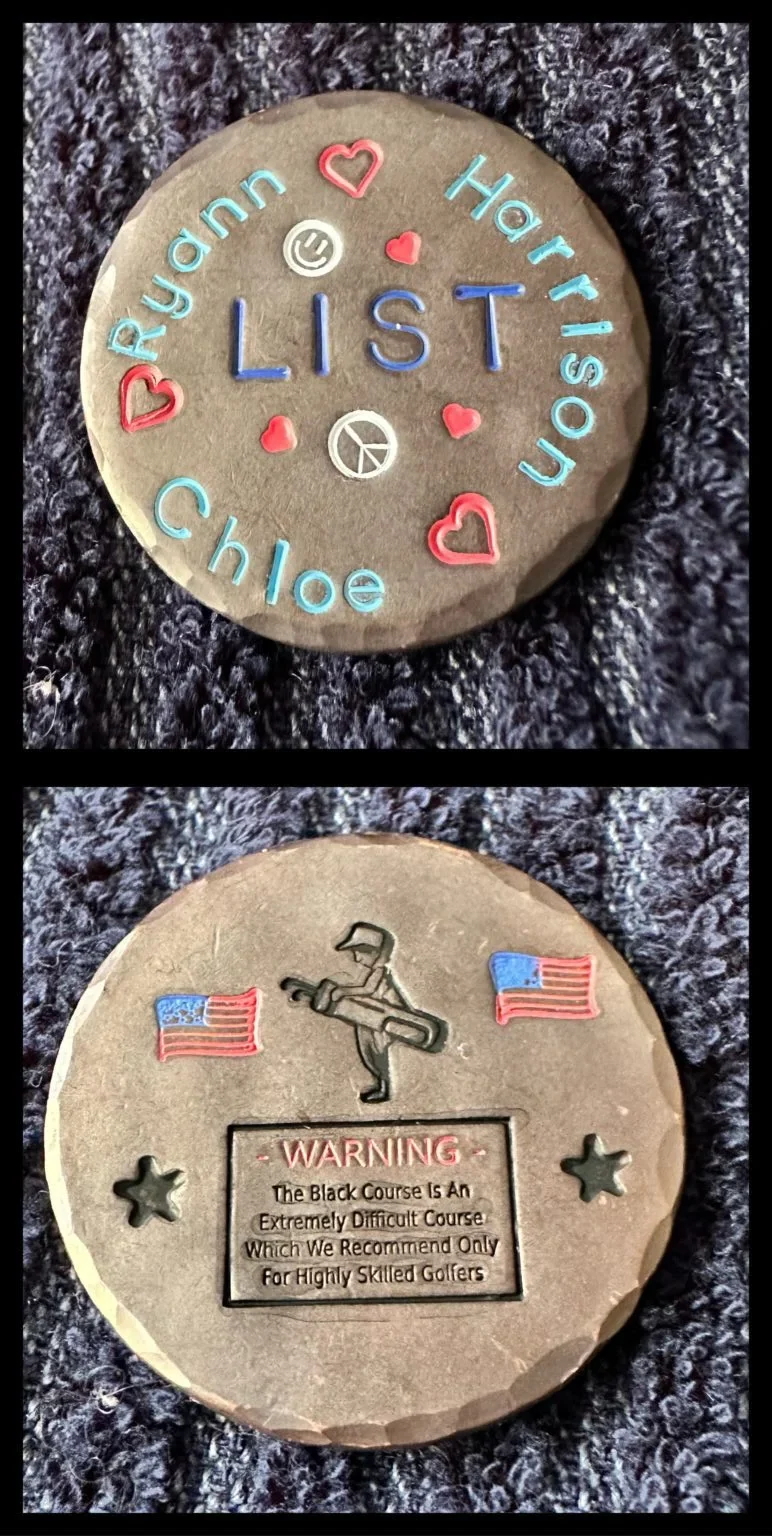 Ryann
Harrison
LIST
Chloe
- WARNING -
The Black Course Is An
Extremely Difficult Course
Which We Recommend Only
For Highly Skilled Golfers